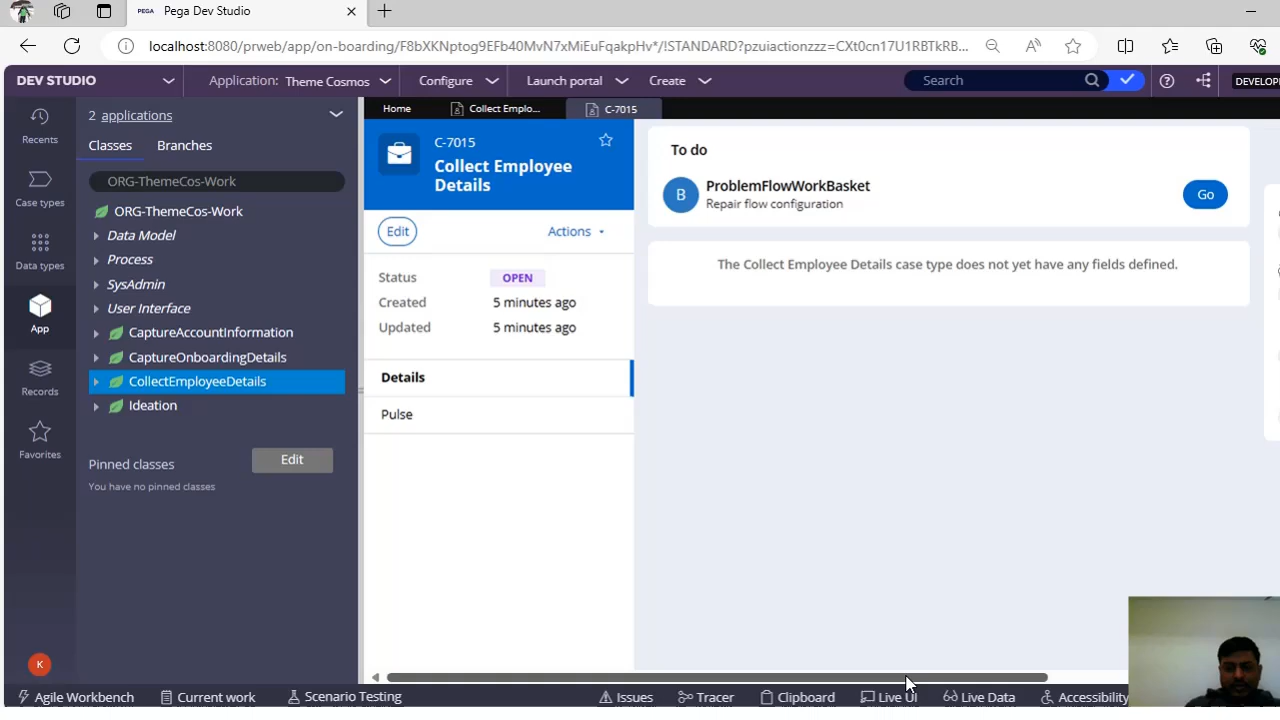 PEGA Pega Dev Studio
localhost:8080/prweb/app/on-boarding/F8bXKNptog9EFb40MvN7xMiEuFqakpHv*/!STANDARD?pzuiactionzzz=CXt0cn17U1RBTkRB...
DEV STUDIO Application: Theme Cosmos Configure Launch portal Create Search
2 applications
Home Collect Emplo... C-7015
Recents
Case types
Data types
App
Records
Favorites
Classes Branches
ORG-ThemeCos-Work
ORG-ThemeCos-Work
Data Model
Process
SysAdmin
User Interface
CaptureAccountInformation
CaptureOnboardingDetails
CollectEmployeeDetails
Ideation
Pinned classes Edit
You have no pinned classes
K
C-7015
Collect Employee
Details
Edit Actions
Status OPEN
Created 5 minutes ago
Updated 5 minutes ago
Details
Pulse
To do
B ProblemFlowWorkBasket
Repair flow configuration
Go
The Collect Employee Details case type does not yet have any fields defined.
Agile Workbench Current work Scenario Testing Issues Tracer Clipboard Live UI Live Data Accessibility